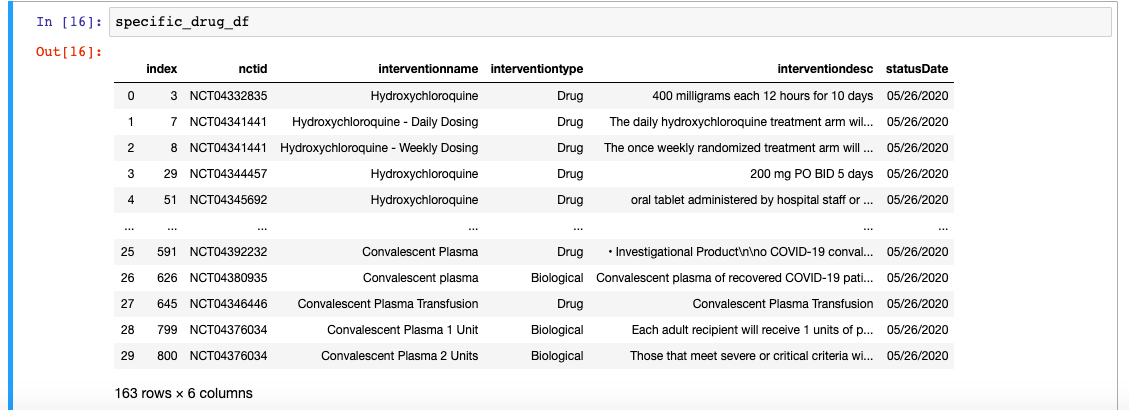 In [16]: specific_drug_df
Out[16]:
index nctid interventionname interventiontype interventiondesc statusDate
0 3 NCT04332835 Hydroxychloroquine Drug 400 milligrams each 12 hours for 10 days 05/26/2020
1 7 NCT04341441 Hydroxychloroquine - Daily Dosing Drug The daily hydroxychloroquine treatment arm wil... 05/26/2020
2 8 NCT04341441 Hydroxychloroquine - Weekly Dosing Drug The once weekly randomized treatment arm will ... 05/26/2020
3 29 NCT04344457 Hydroxychloroquine Drug 200 mg PO BID 5 days 05/26/2020
4 51 NCT04345692 Hydroxychloroquine Drug oral tablet administered by hospital staff or ... 05/26/2020
... ... ... ... ... ... ...
25 591 NCT04392232 Convalescent Plasma Drug • Investigational Product\n\no COVID-19 conval... 05/26/2020
26 626 NCT04380935 Convalescent plasma Biological Convalescent plasma of recovered COVID-19 pati... 05/26/2020
27 645 NCT04346446 Convalescent Plasma Transfusion Drug Convalescent Plasma Transfusion 05/26/2020
28 799 NCT04376034 Convalescent Plasma 1 Unit Biological Each adult recipient will receive 1 units of p... 05/26/2020
29 800 NCT04376034 Convalescent Plasma 2 Units Biological Those that meet severe or critical criteria wi... 05/26/2020
163 rows × 6 columns